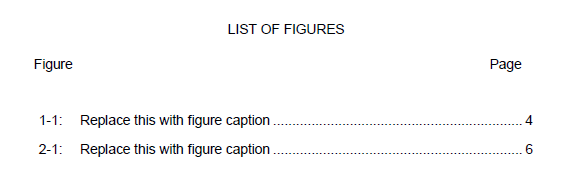 LIST OF FIGURES
Figure Page
1-1: Replace this with figure caption ................................................................. 4
2-1: Replace this with figure caption ................................................................. 6